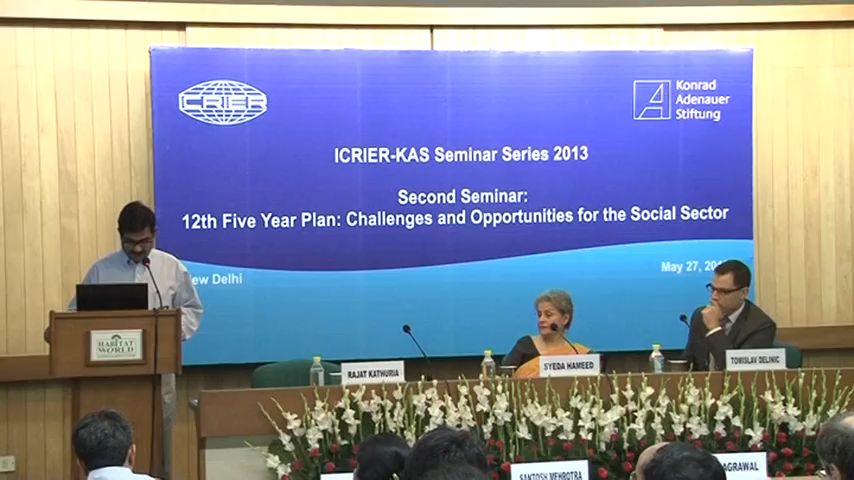 ICRIER
Konrad
Adenauer
Stiftung
ICRIER-KAS Seminar Series 2013
Second Seminar:
12th Five Year Plan: Challenges and Opportunities for the Social Sector
ew Delhi
May 27, 20
HABITAT
WORLD
RAJAT KATHURIA
SYEDA HAMEED
TOMISLAV DELINIC
SANTOSH MEHROTRA
AGRAWAL